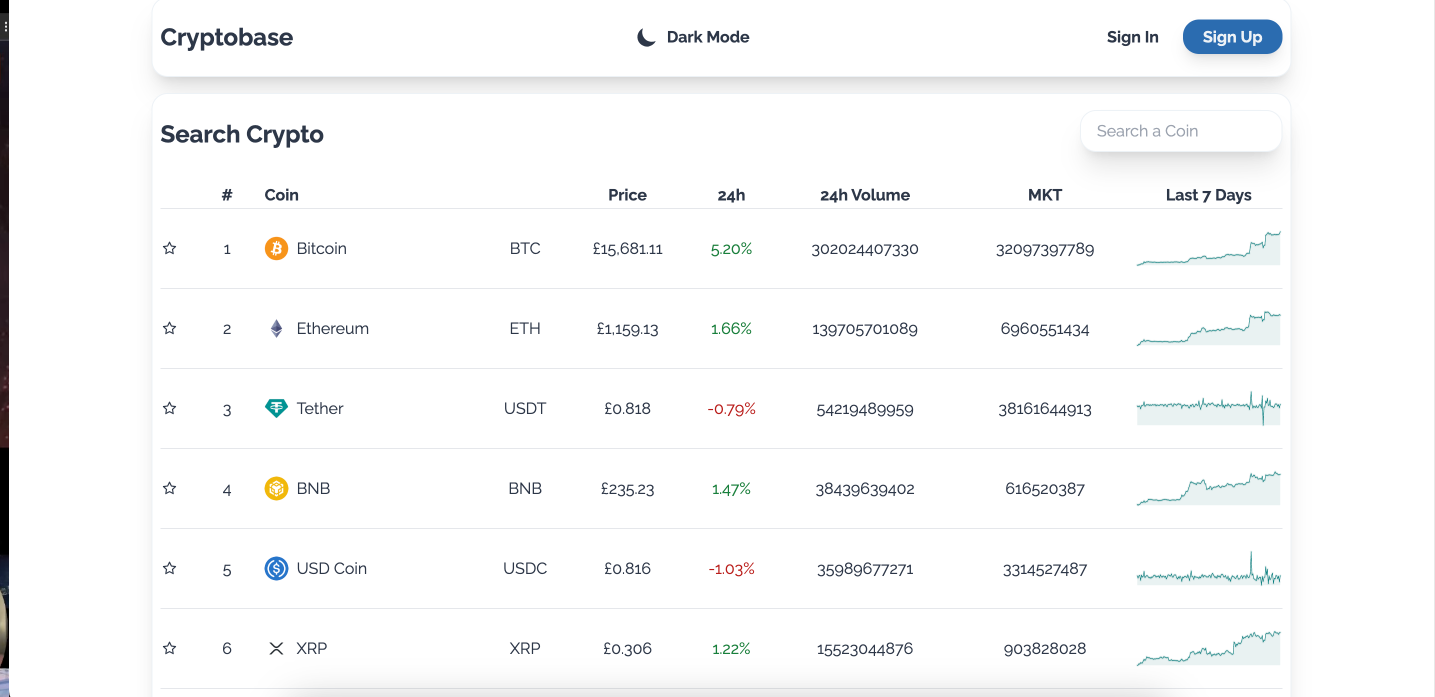 Cryptobase Dark Mode Sign In Sign Up
Search Crypto Search a Coin
# Coin Price 24h 24h Volume MKT Last 7 Days
1 Bitcoin BTC £15,681.11 5.20% 302024407330 32097397789
2 Ethereum ETH £1,159.13 1.66% 139705701089 6960551434
3 Tether USDT £0.818 -0.79% 54219489959 38161644913
4 BNB BNB £235.23 1.47% 38439639402 616520387
5 USD Coin USDC £0.816 -1.03% 35989677271 3314527487
6 XRP XRP £0.306 1.22% 15523044876 903828028